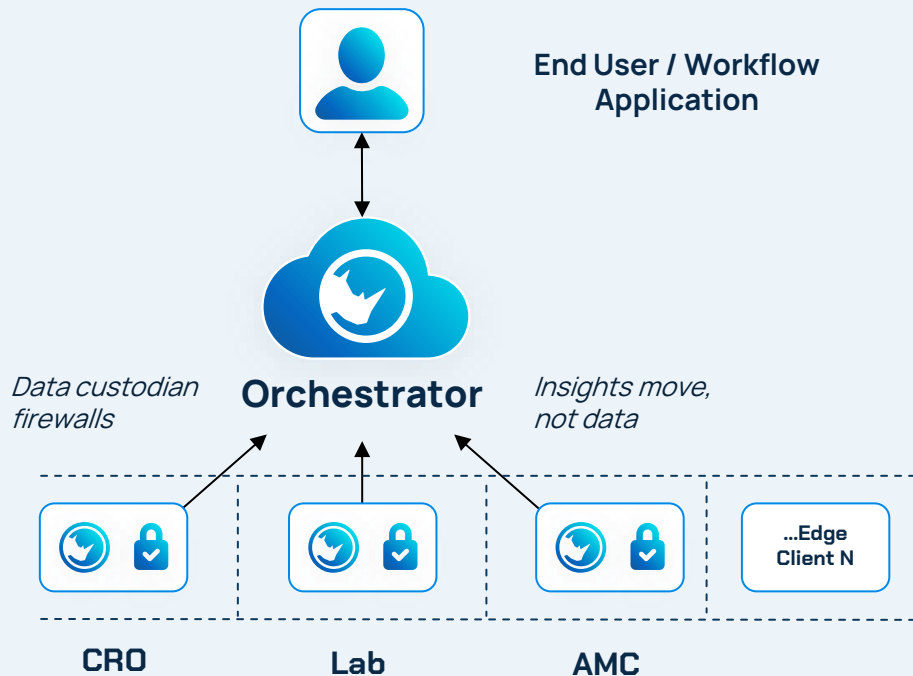 End User / Workflow
Application
Orchestrator
Data custodian
firewalls
Insights move,
not data
...Edge
Client N
CRO
Lab
AMC